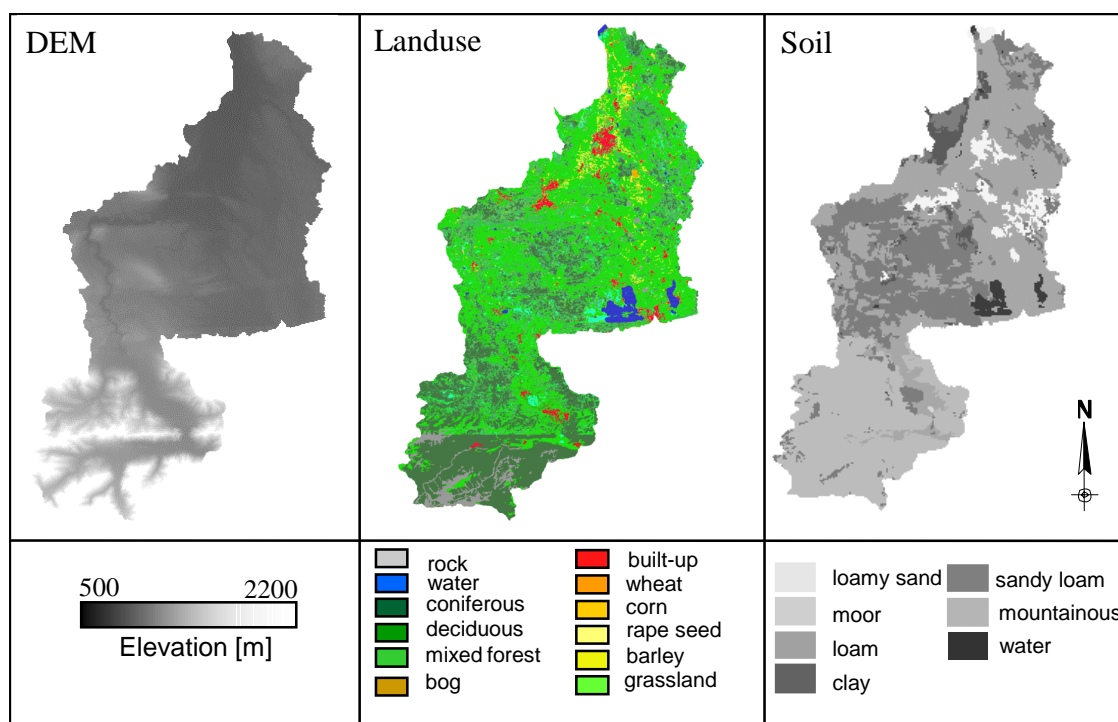 DEM
Landuse
Soil
N
500
2200
Elevation [m]
rock
water
coniferous
deciduous
mixed forest
bog
built-up
wheat
corn
rape seed
barley
grassland
loamy sand
moor
loam
clay
sandy loam
mountainous
water